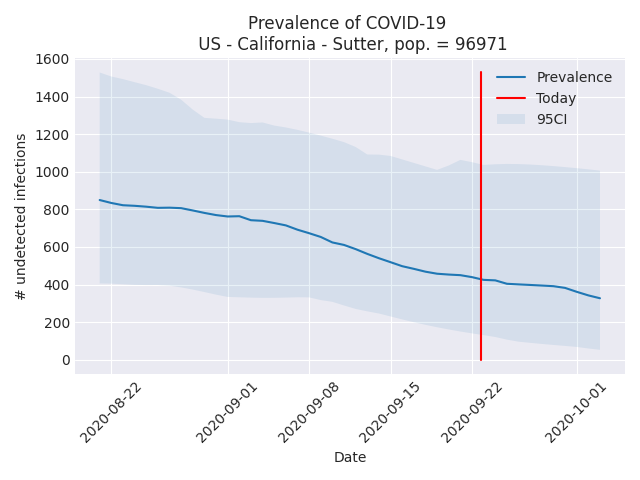 Prevalence of COVID-19
US - California - Sutter, pop. = 96971
1600
1400
1200
1000
800
600
400
200
0
# undetected infections
Prevalence
Today
95CI
2020-08-22
2020-09-01
2020-09-08
2020-09-15
2020-09-22
2020-10-01
Date